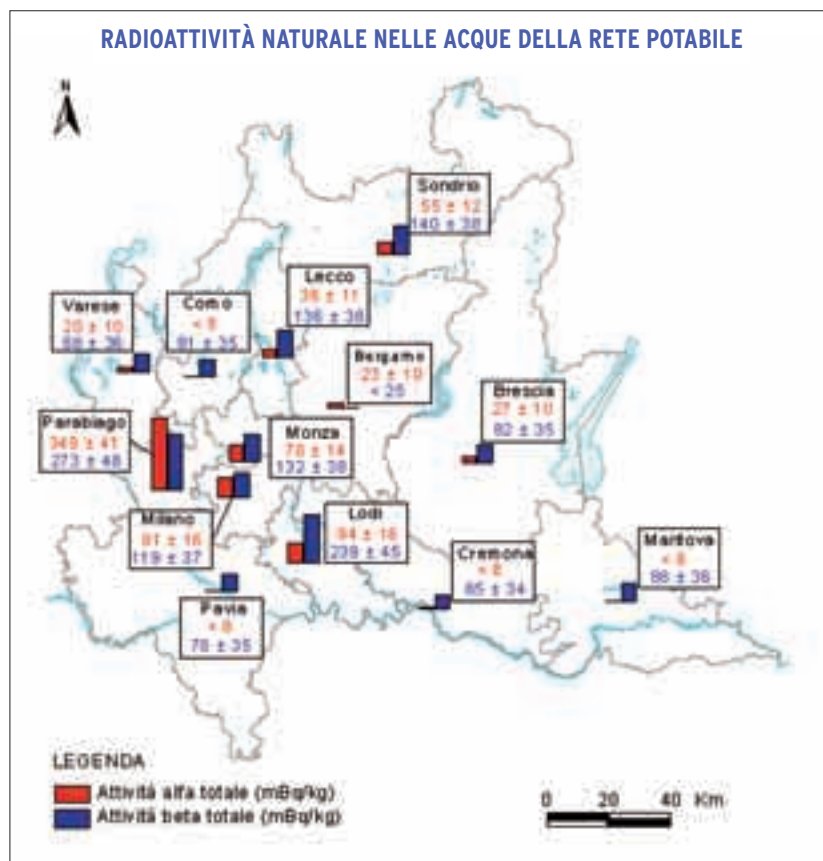 RADIOATTIVITÀ NATURALE NELLE ACQUE DELLA RETE POTABILE
N
Sondrio
55 ± 12
140 ± 38
Lecco
36 ± 11
136 ± 36
Varese
20 ± 10
88 ± 36
Como
< 8
81 ± 35
Bergamo
23 ± 10
< 25
Brescia
27 ± 10
82 ± 35
Parabiago
349 ± 41
273 ± 48
Monza
78 ± 14
132 ± 38
Milano
81 ± 16
119 ± 37
Lodi
94 ± 16
239 ± 45
Cremona
< 8
65 ± 34
Mantova
< 8
88 ± 36
Pavia
< 8
78 ± 35
LEGENDA
Attività alfa totale (mBq/kg)
Attività beta totale (mBq/kg)
0 20 40 Km